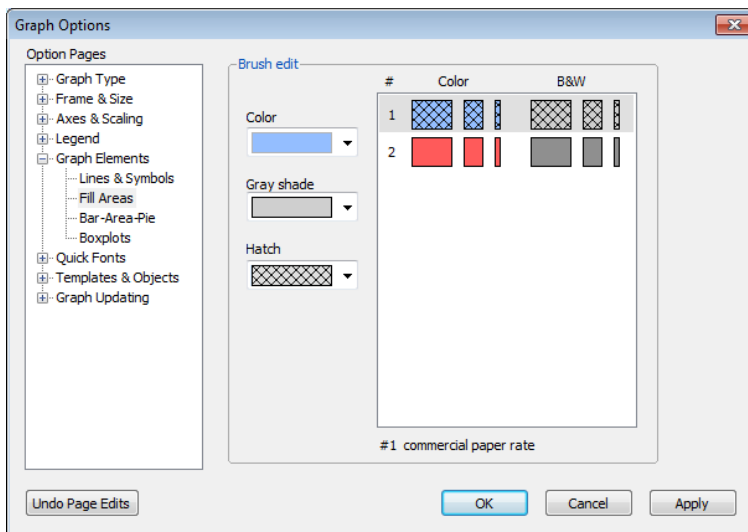 Graph Options
Option Pages
Graph Type
Frame & Size
Axes & Scaling
Legend
Graph Elements
Lines & Symbols
Fill Areas
Bar-Area-Pie
Boxplots
Quick Fonts
Templates & Objects
Graph Updating
Brush edit
Color
Gray shade
Hatch
# Color B&W
1
2
#1 commercial paper rate
Undo Page Edits
OK Cancel Apply